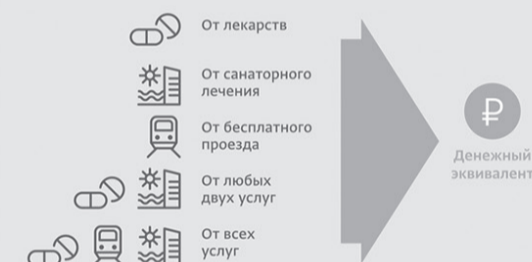 От лекарств
От санаторного
лечения
От бесплатного
проезда
От любых
двух услуг
От всех
услуг
₽
Денежный
эквивалент